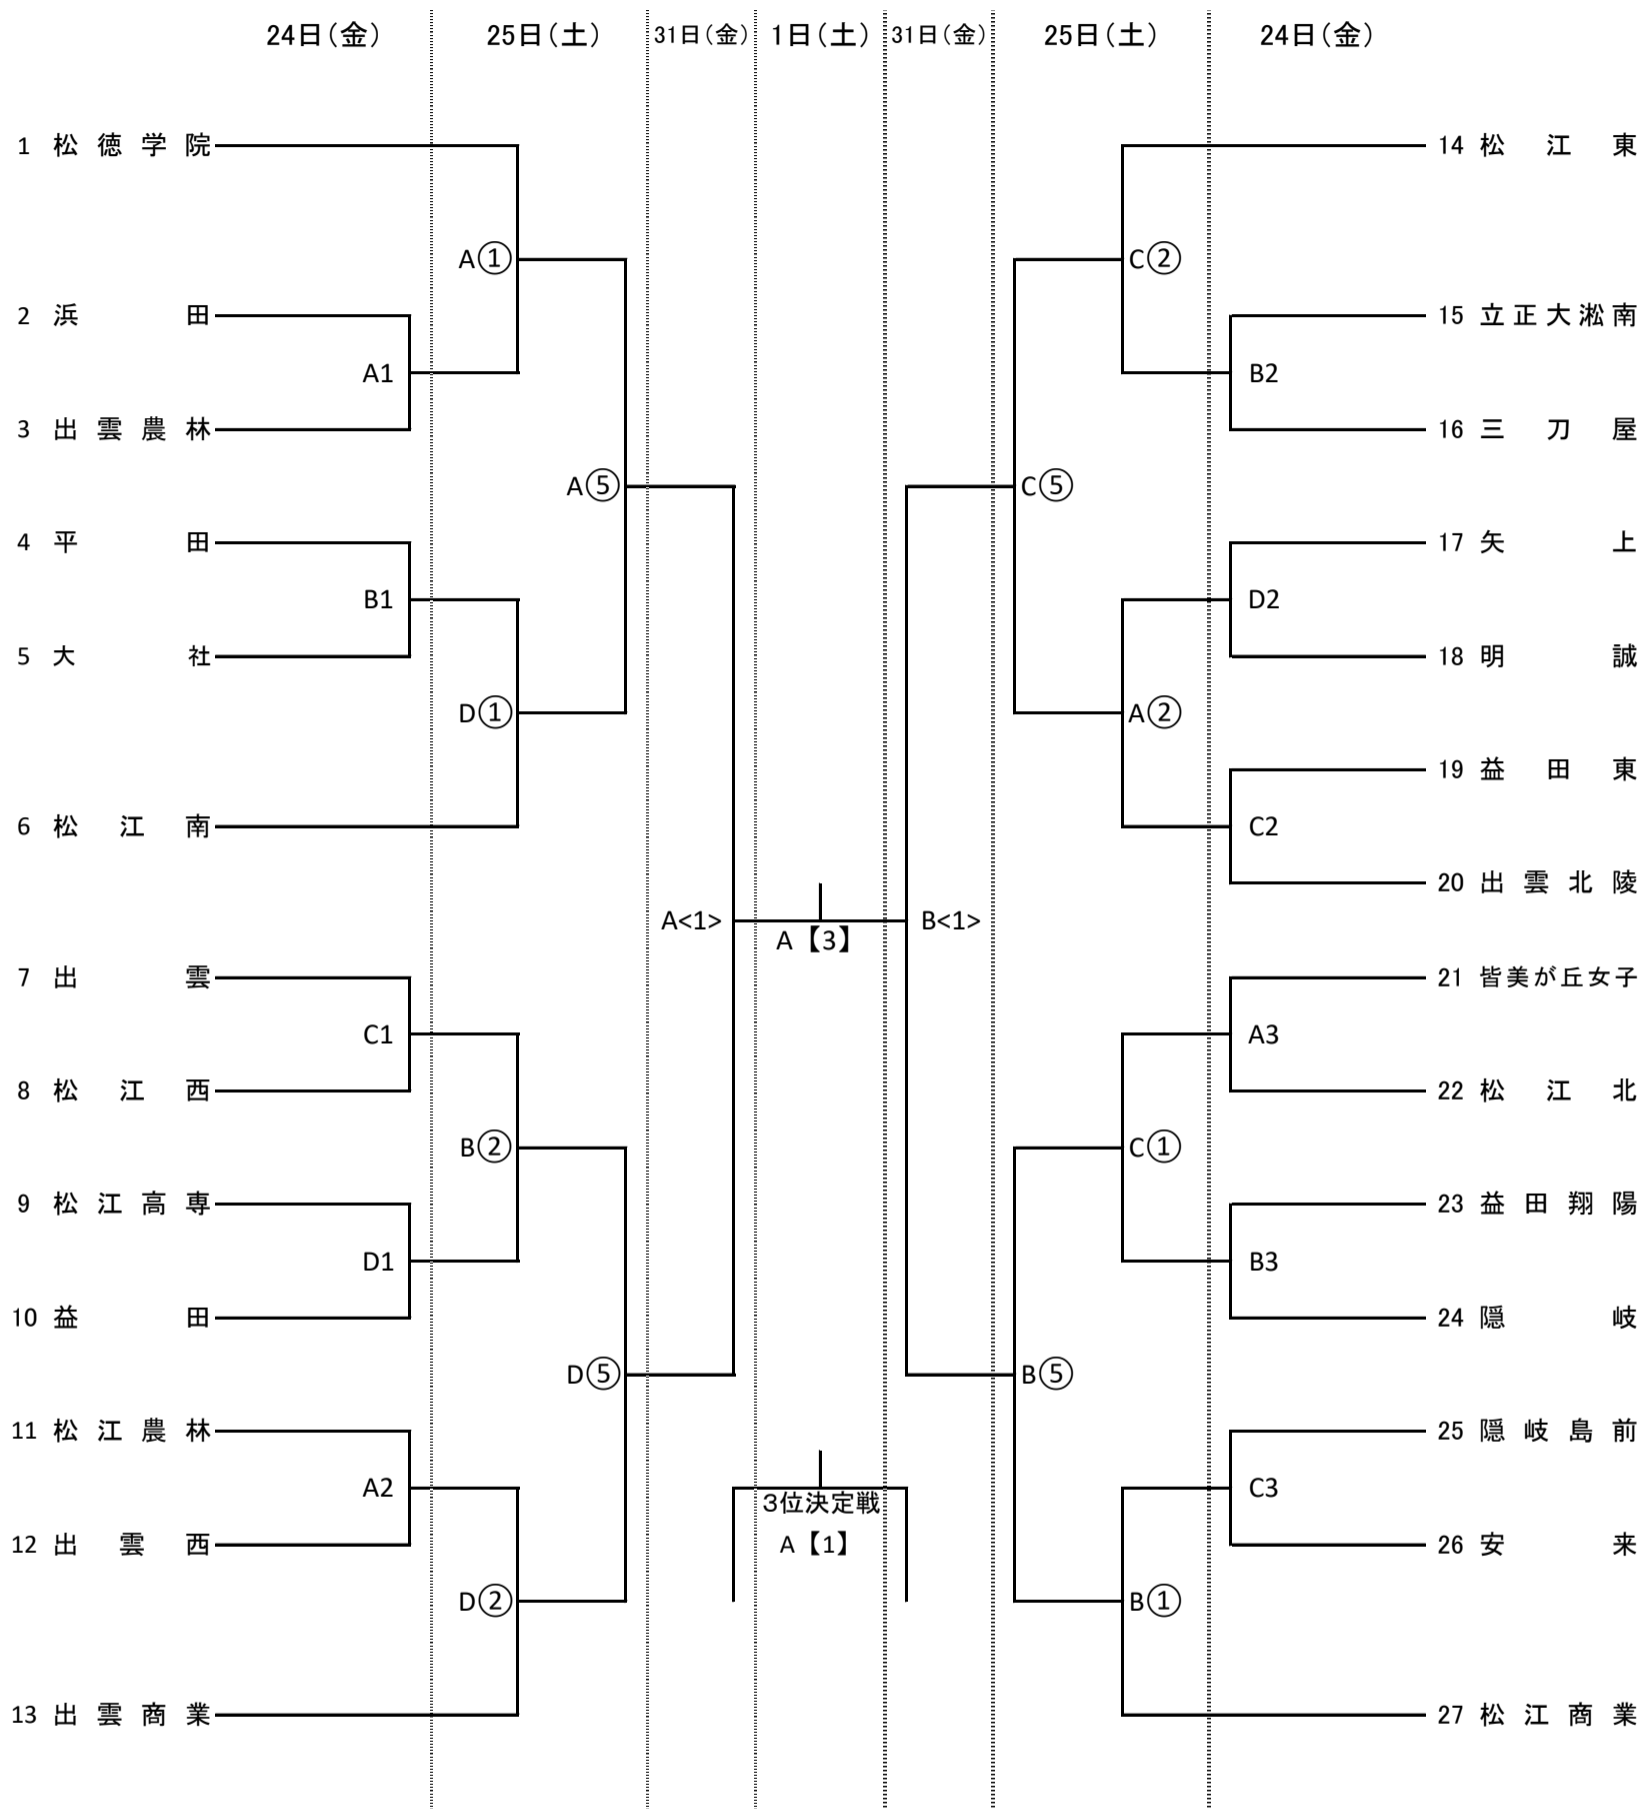 24日（金） 25日（土） 31日（金） 1日（土） 31日（金） 25日（土） 24日（金）
1 松徳学院 14 松江東
A① C②
2 浜田 15 立正大淞南
A1 B2
3 出雲農林 16 三刀屋
A⑤ C⑤
4 平田 17 矢上
B1 D2
5 大社 18 明誠
D① A②
19 益田東
6 松江南 C2
20 出雲北陵
A<1> B<1>
A【3】
7 出雲 21 皆美が丘女子
C1 A3
8 松江西 22 松江北
B② C①
9 松江高専 23 益田翔陽
D1 B3
10 益田 24 隠岐
D⑤ B⑤
11 松江農林 25 隠岐島前
A2 C3
3位決定戦
12 出雲西 A【1】 26 安来
D② B①
13 出雲商業 27 松江商業